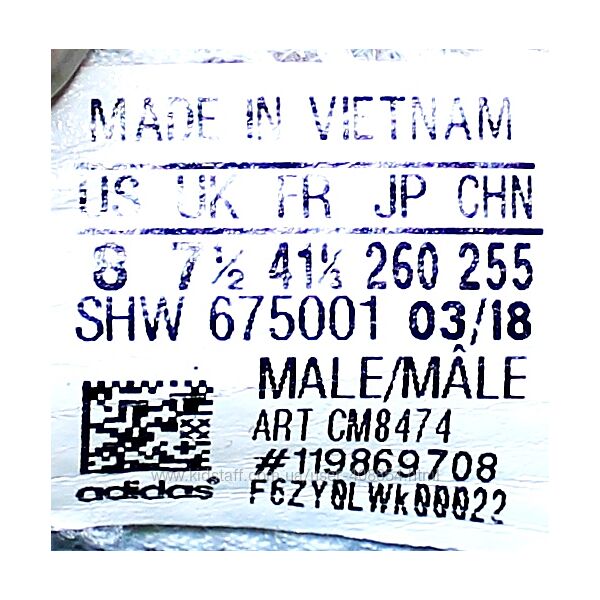 MADE IN VIETNAM
US UK FR JP CHN
8 7½ 41⅓ 260 255
SHW 675001 03/18
MALE/MÂLE
ART CM8474
#119869708
adidas F6ZY0LWK00022